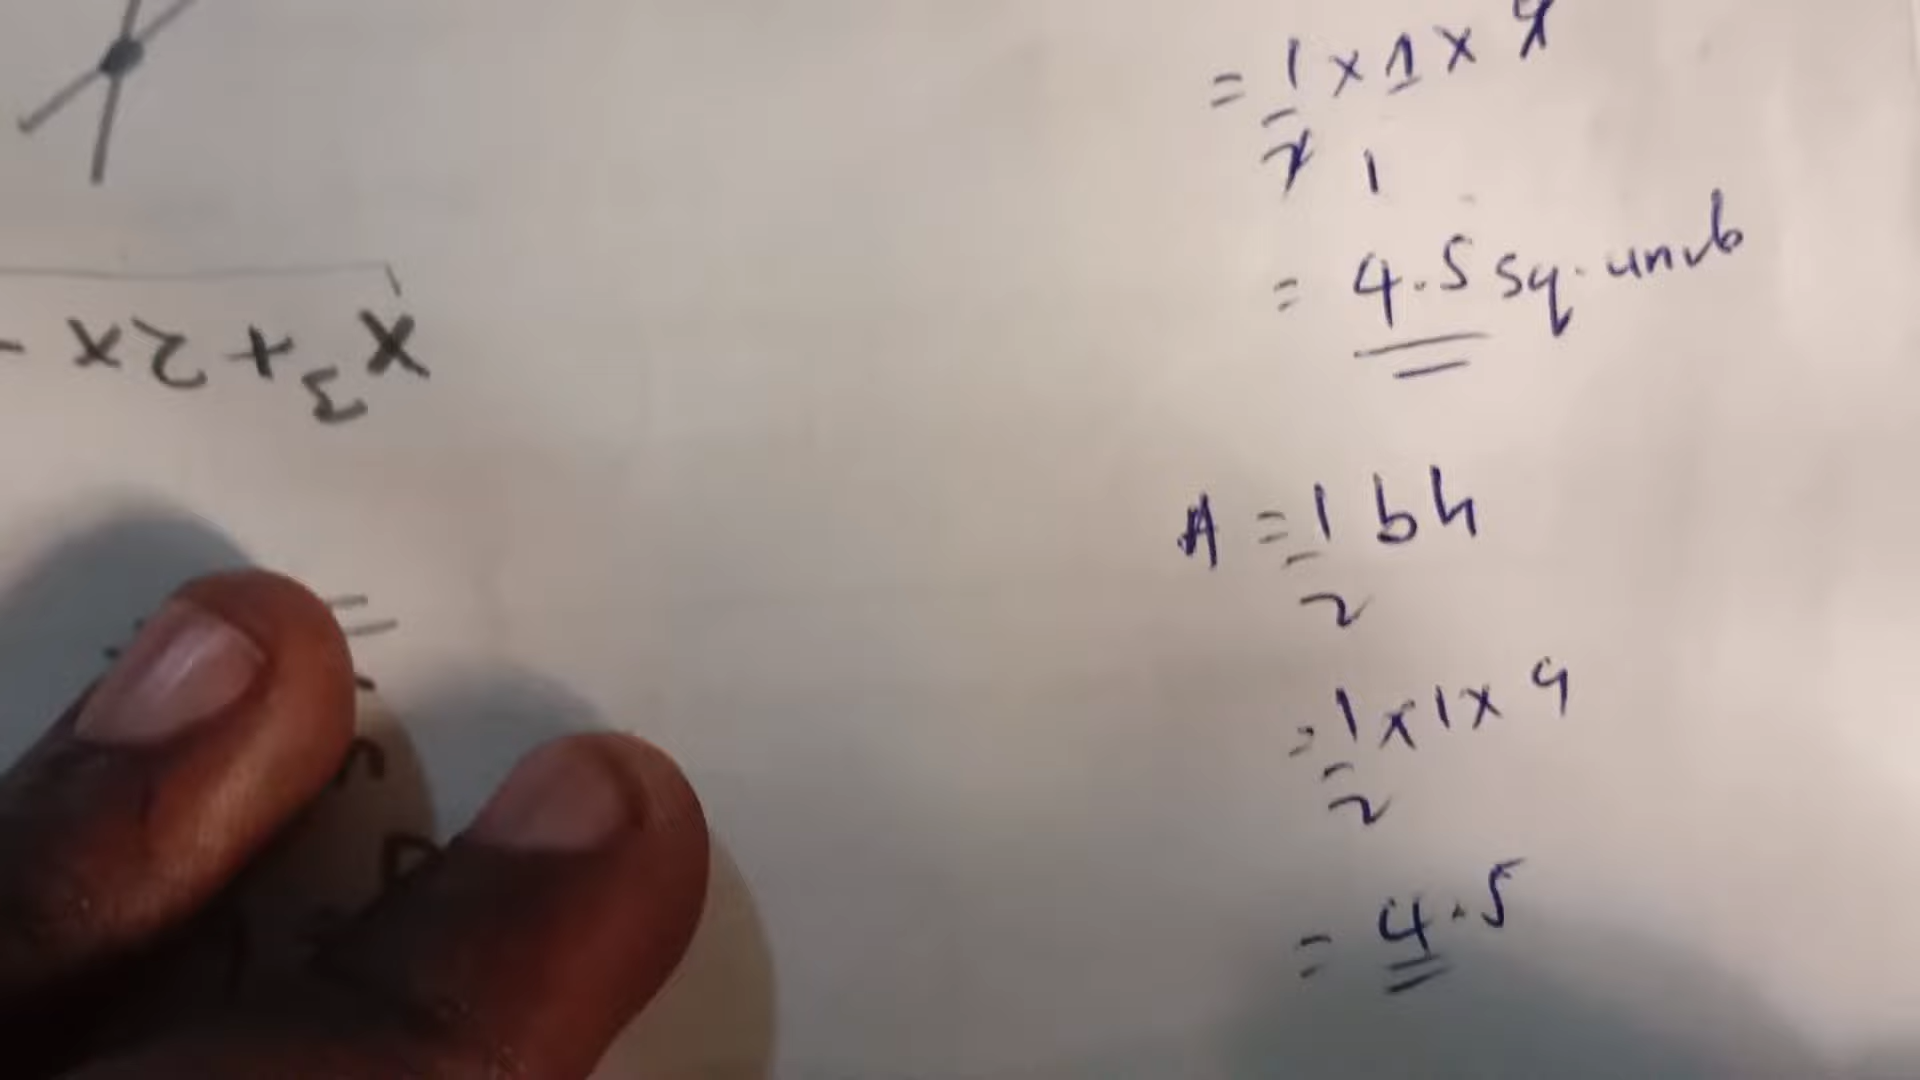 = 1/2 x 1 x 9
1
= 4.5 sq. units
A = 1/2 bh
= 1/2 x 1 x 9
= 4.5
x³ + 2x -